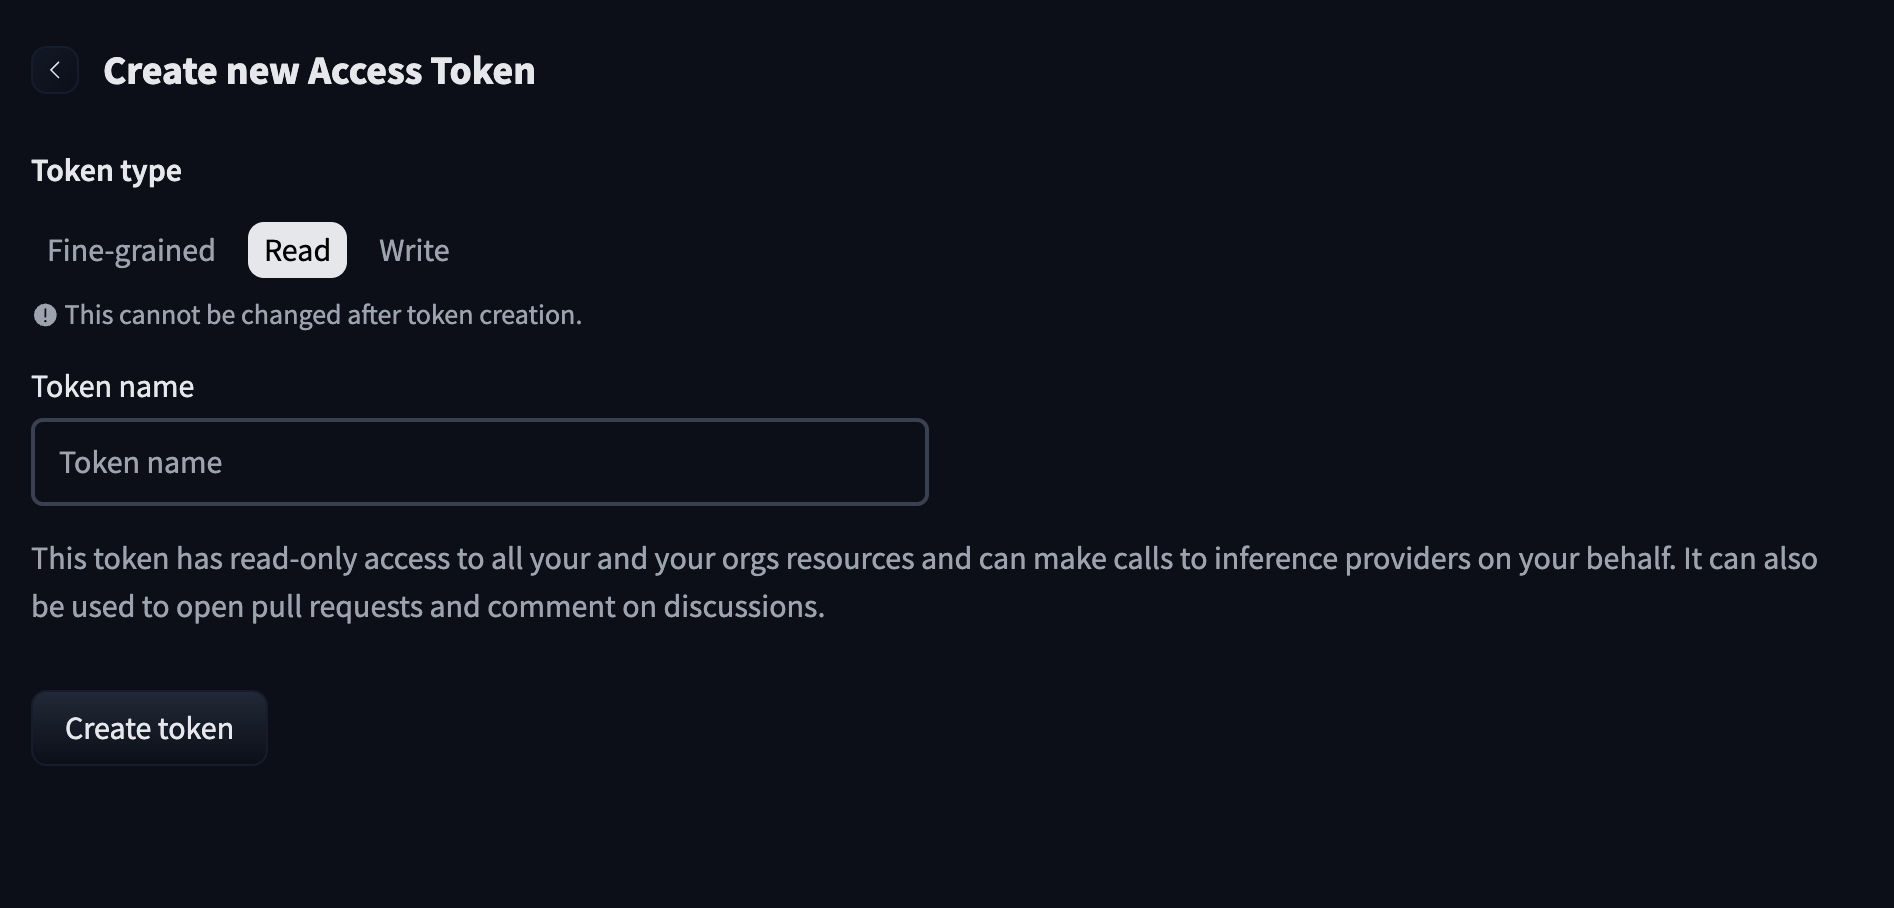 Create new Access Token
Token type
Fine-grained Read Write
This cannot be changed after token creation.
Token name
Token name
This token has read-only access to all your and your orgs resources and can make calls to inference providers on your behalf. It can also
be used to open pull requests and comment on discussions.
Create token